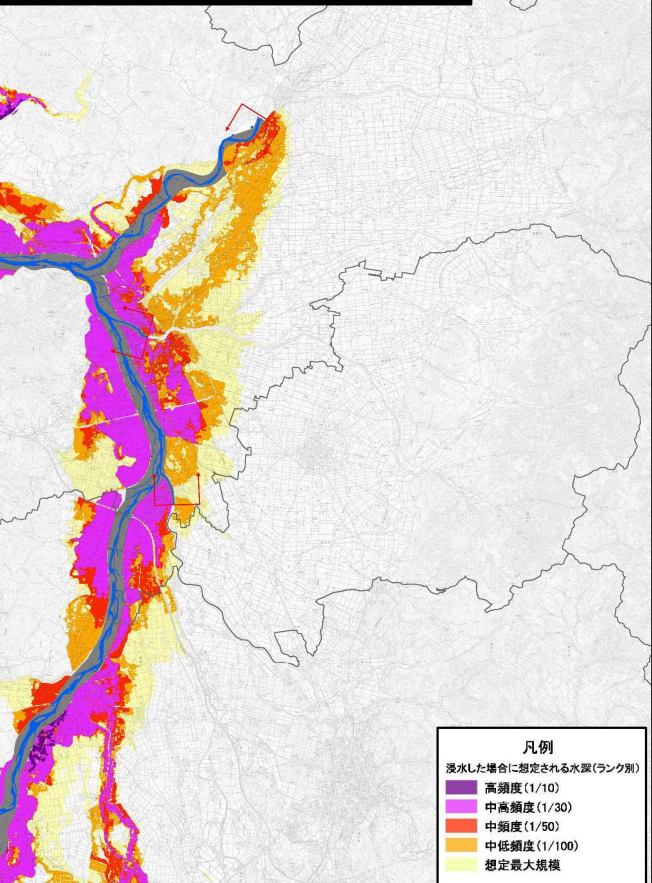 凡例
浸水した場合に想定される水深(ランク別)
高頻度(1/10)
中高頻度(1/30)
中頻度(1/50)
中低頻度(1/100)
想定最大規模